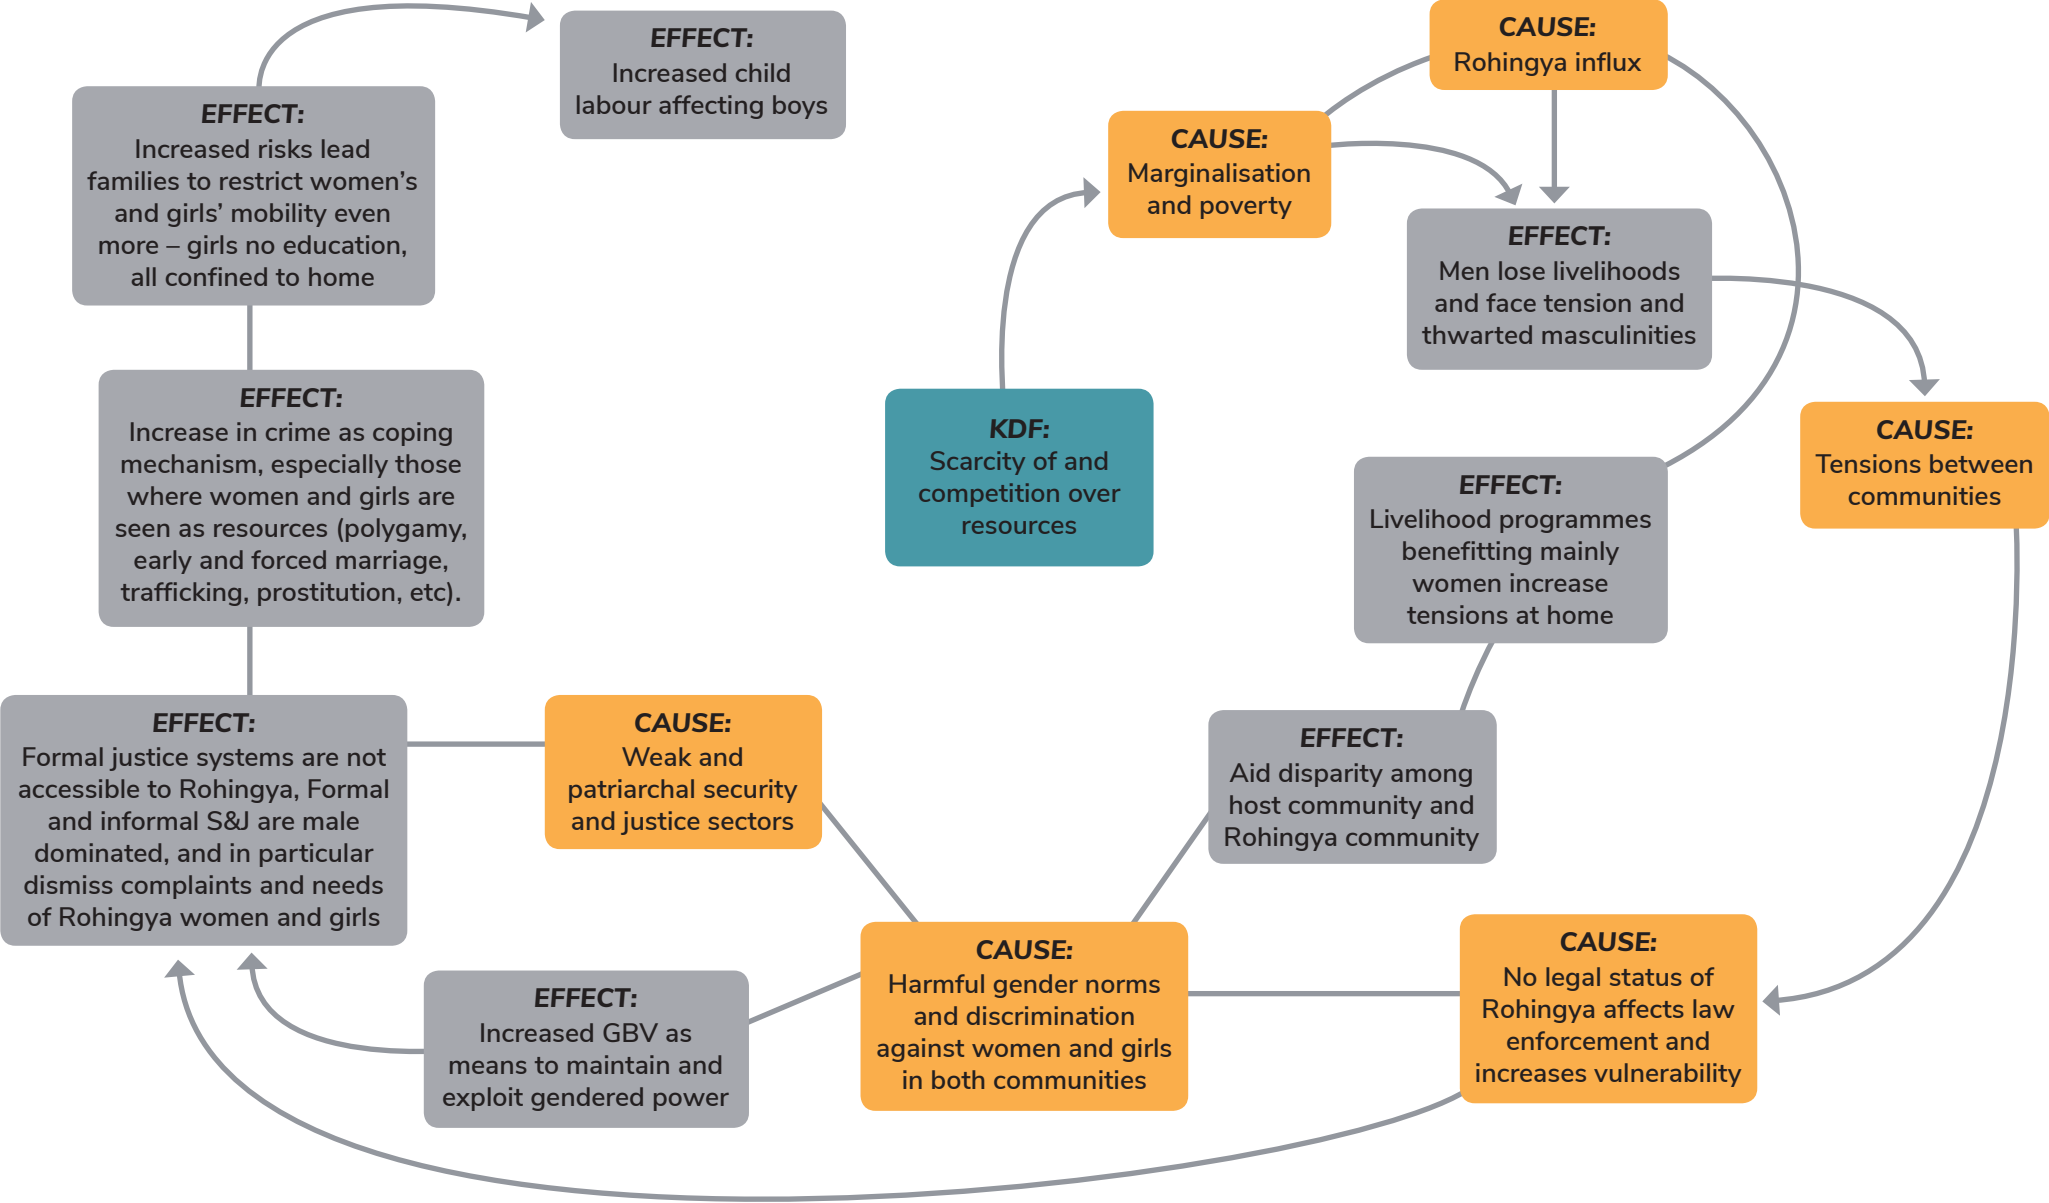 EFFECT:
Increased child
labour affecting boys
CAUSE:
Rohingya influx
EFFECT:
Increased risks lead
families to restrict women’s
and girls’ mobility even
more – girls no education,
all confined to home
CAUSE:
Marginalisation
and poverty
EFFECT:
Men lose livelihoods
and face tension and
thwarted masculinities
EFFECT:
Increase in crime as coping
mechanism, especially those
where women and girls are
seen as resources (polygamy,
early and forced marriage,
trafficking, prostitution, etc).
KDF:
Scarcity of and
competition over
resources
CAUSE:
Tensions between
communities
EFFECT:
Livelihood programmes
benefitting mainly
women increase
tensions at home
EFFECT:
Formal justice systems are not
accessible to Rohingya, Formal
and informal S&J are male
dominated, and in particular
dismiss complaints and needs
of Rohingya women and girls
CAUSE:
Weak and
patriarchal security
and justice sectors
EFFECT:
Aid disparity among
host community and
Rohingya community
EFFECT:
Increased GBV as
means to maintain and
exploit gendered power
CAUSE:
Harmful gender norms
and discrimination
against women and girls
in both communities
CAUSE:
No legal status of
Rohingya affects law
enforcement and
increases vulnerability